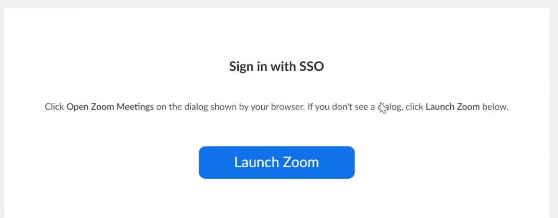 Sign in with SSO
Click Open Zoom Meetings on the dialog shown by your browser. If you don't see a dialog, click Launch Zoom below.
Launch Zoom